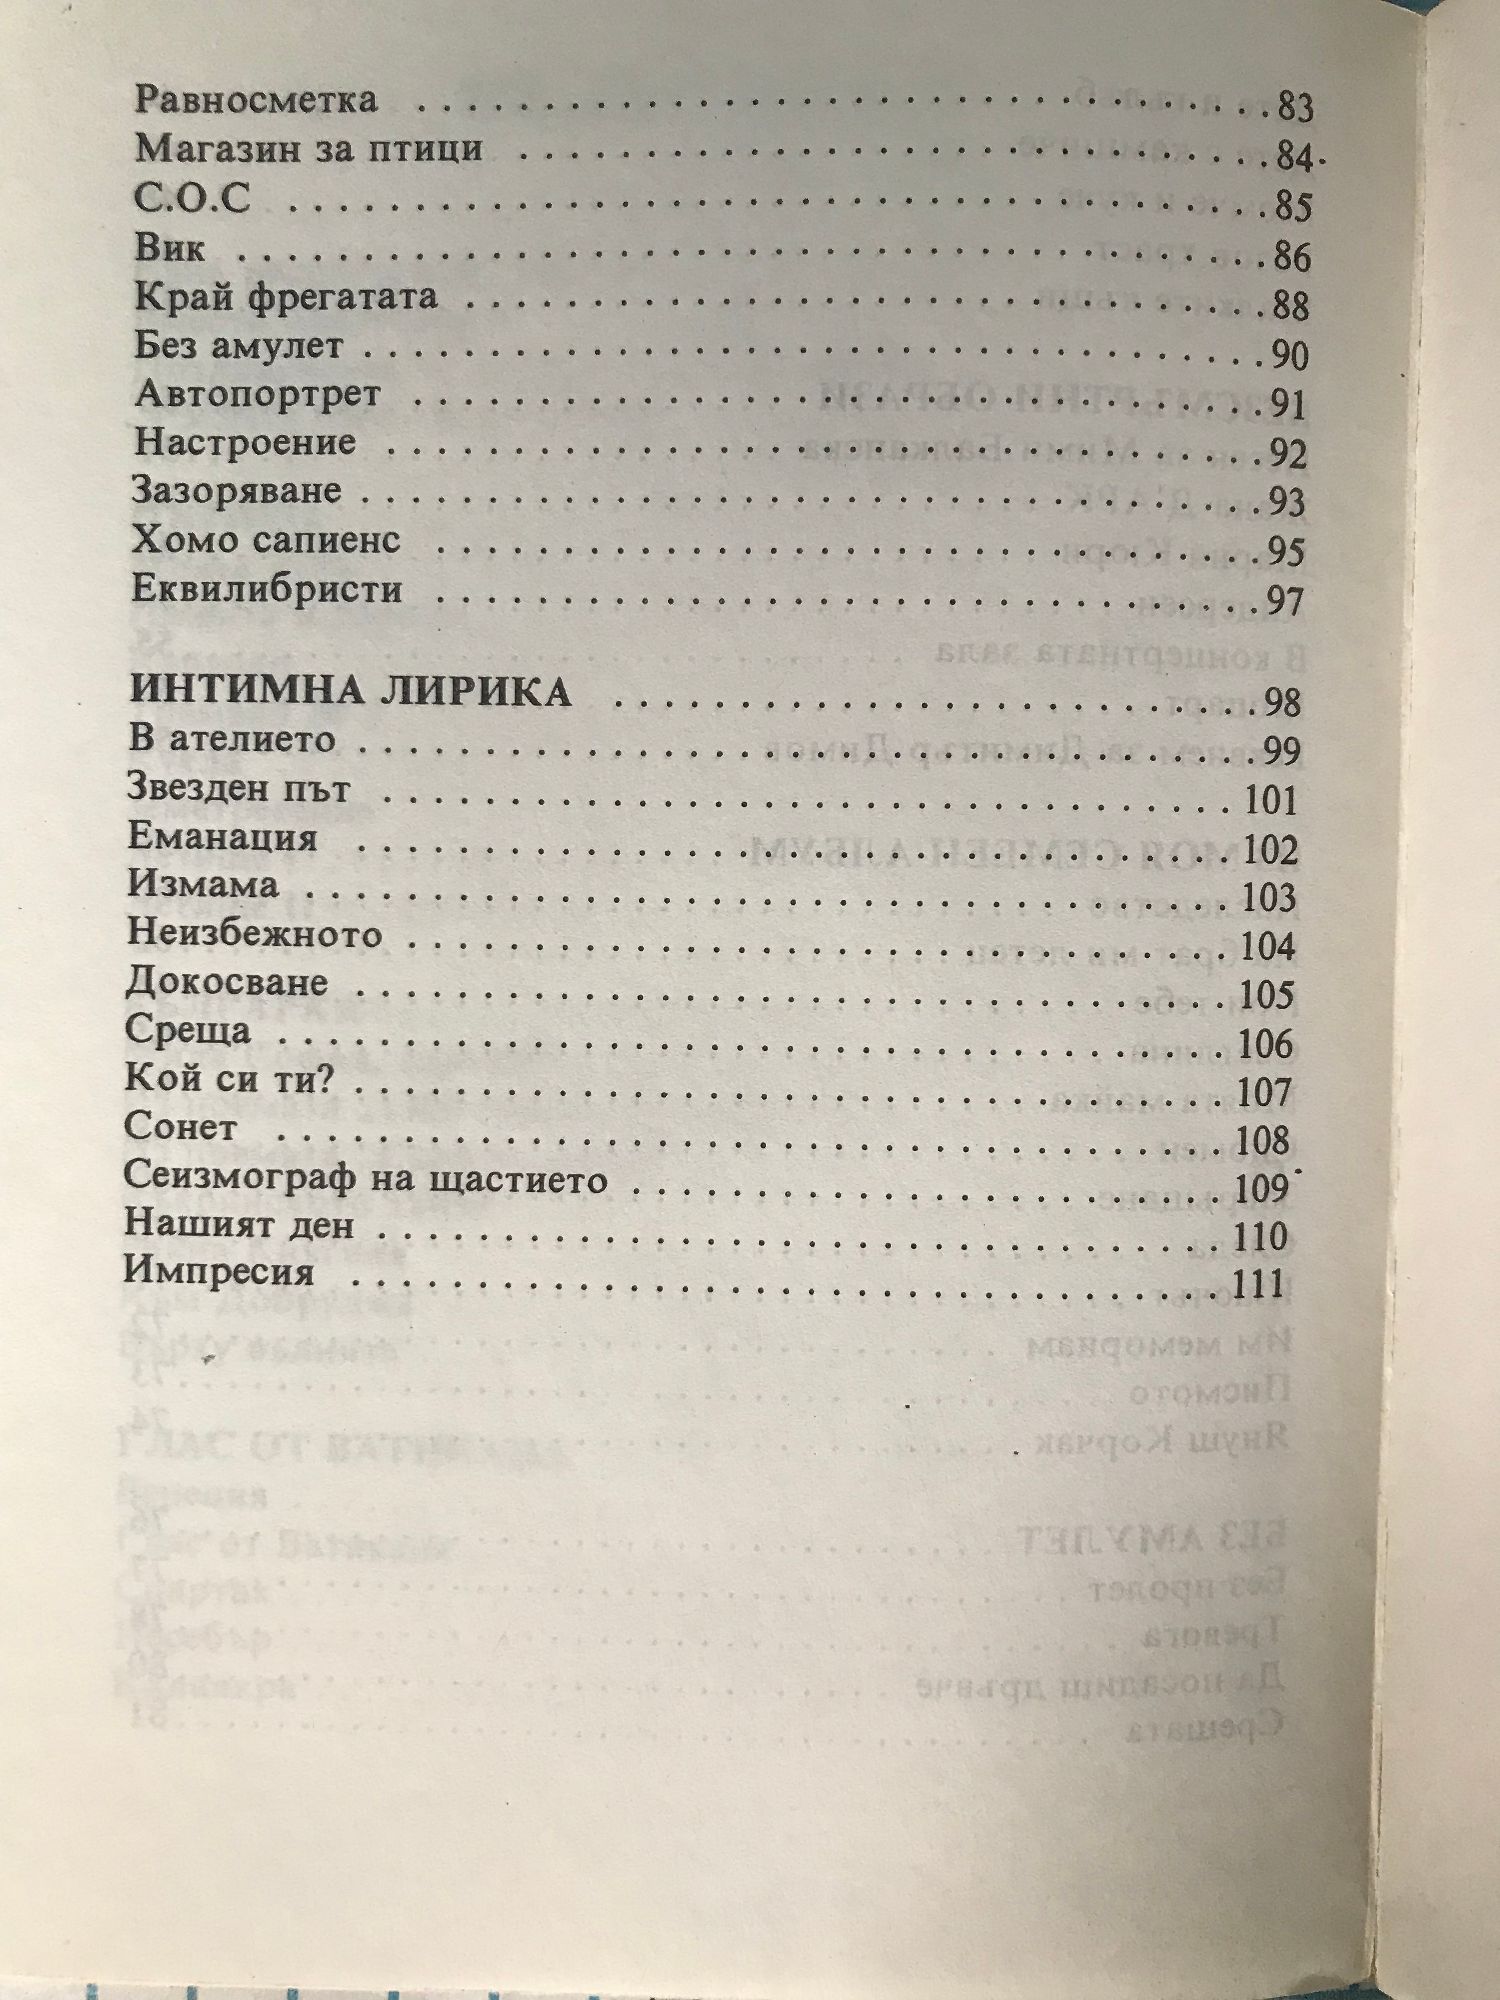 Равносметка . . . . . . . . . . . . . . . . . . . . . . . . . . . . . . . . . . 83
Магазин за птици . . . . . . . . . . . . . . . . . . . . . . . . . . . . . . 84
С.О.С . . . . . . . . . . . . . . . . . . . . . . . . . . . . . . . . . . . . . . . 85
Вик . . . . . . . . . . . . . . . . . . . . . . . . . . . . . . . . . . . . . . . . . 86
Край фрегатата . . . . . . . . . . . . . . . . . . . . . . . . . . . . . . . . 88
Без амулет . . . . . . . . . . . . . . . . . . . . . . . . . . . . . . . . . . . . 90
Автопортрет . . . . . . . . . . . . . . . . . . . . . . . . . . . . . . . . . . 91
Настроение . . . . . . . . . . . . . . . . . . . . . . . . . . . . . . . . . . . 92
Зазоряване . . . . . . . . . . . . . . . . . . . . . . . . . . . . . . . . . . . . 93
Хомо сапиенс . . . . . . . . . . . . . . . . . . . . . . . . . . . . . . . . . 95
Еквилибристи . . . . . . . . . . . . . . . . . . . . . . . . . . . . . . . . . 97
ИНТИМНА ЛИРИКА . . . . . . . . . . . . . . . . . . . . . . . . . . 98
В ателието . . . . . . . . . . . . . . . . . . . . . . . . . . . . . . . . . . . . 99
Звезден път . . . . . . . . . . . . . . . . . . . . . . . . . . . . . . . . . . 101
Еманация . . . . . . . . . . . . . . . . . . . . . . . . . . . . . . . . . . . 102
Измама . . . . . . . . . . . . . . . . . . . . . . . . . . . . . . . . . . . . . 103
Неизбежното . . . . . . . . . . . . . . . . . . . . . . . . . . . . . . . . . 104
Докосване . . . . . . . . . . . . . . . . . . . . . . . . . . . . . . . . . . . 105
Среща . . . . . . . . . . . . . . . . . . . . . . . . . . . . . . . . . . . . . . 106
Кой си ти? . . . . . . . . . . . . . . . . . . . . . . . . . . . . . . . . . . . 107
Сонет . . . . . . . . . . . . . . . . . . . . . . . . . . . . . . . . . . . . . . 108
Сеизмограф на щастието . . . . . . . . . . . . . . . . . . . . . . . . 109
Нашият ден . . . . . . . . . . . . . . . . . . . . . . . . . . . . . . . . . . 110
Импресия . . . . . . . . . . . . . . . . . . . . . . . . . . . . . . . . . . . 111